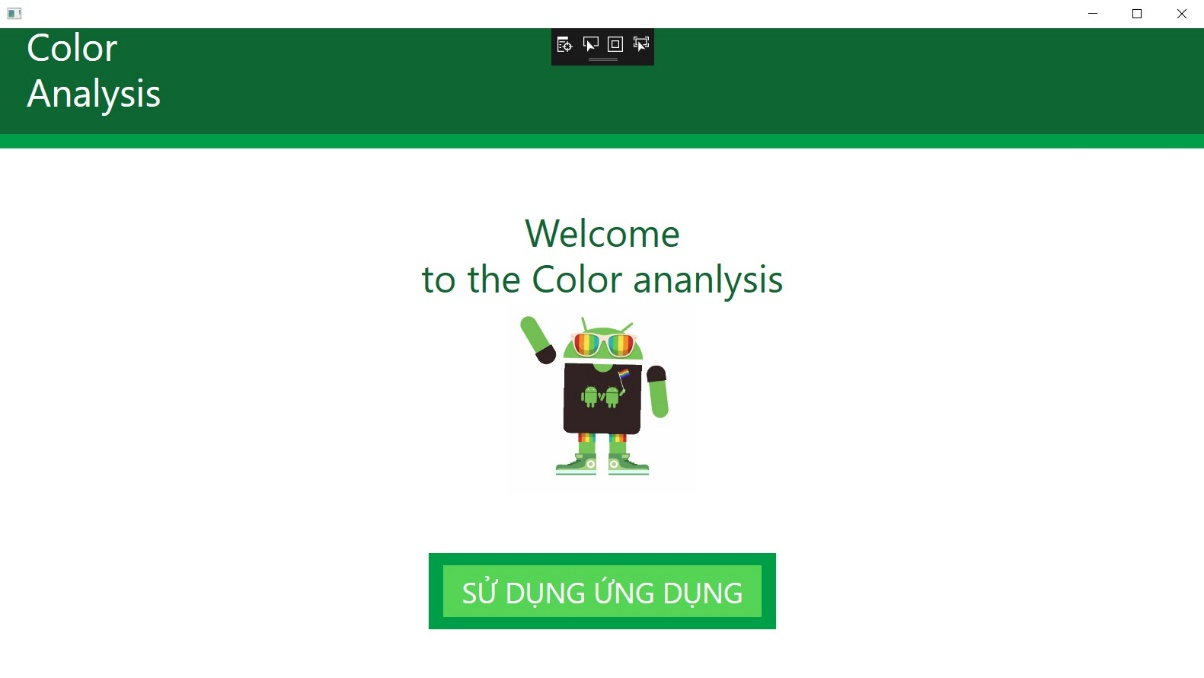 Color
Analysis
Welcome
to the Color ananlysis
SỬ DỤNG ỨNG DỤNG